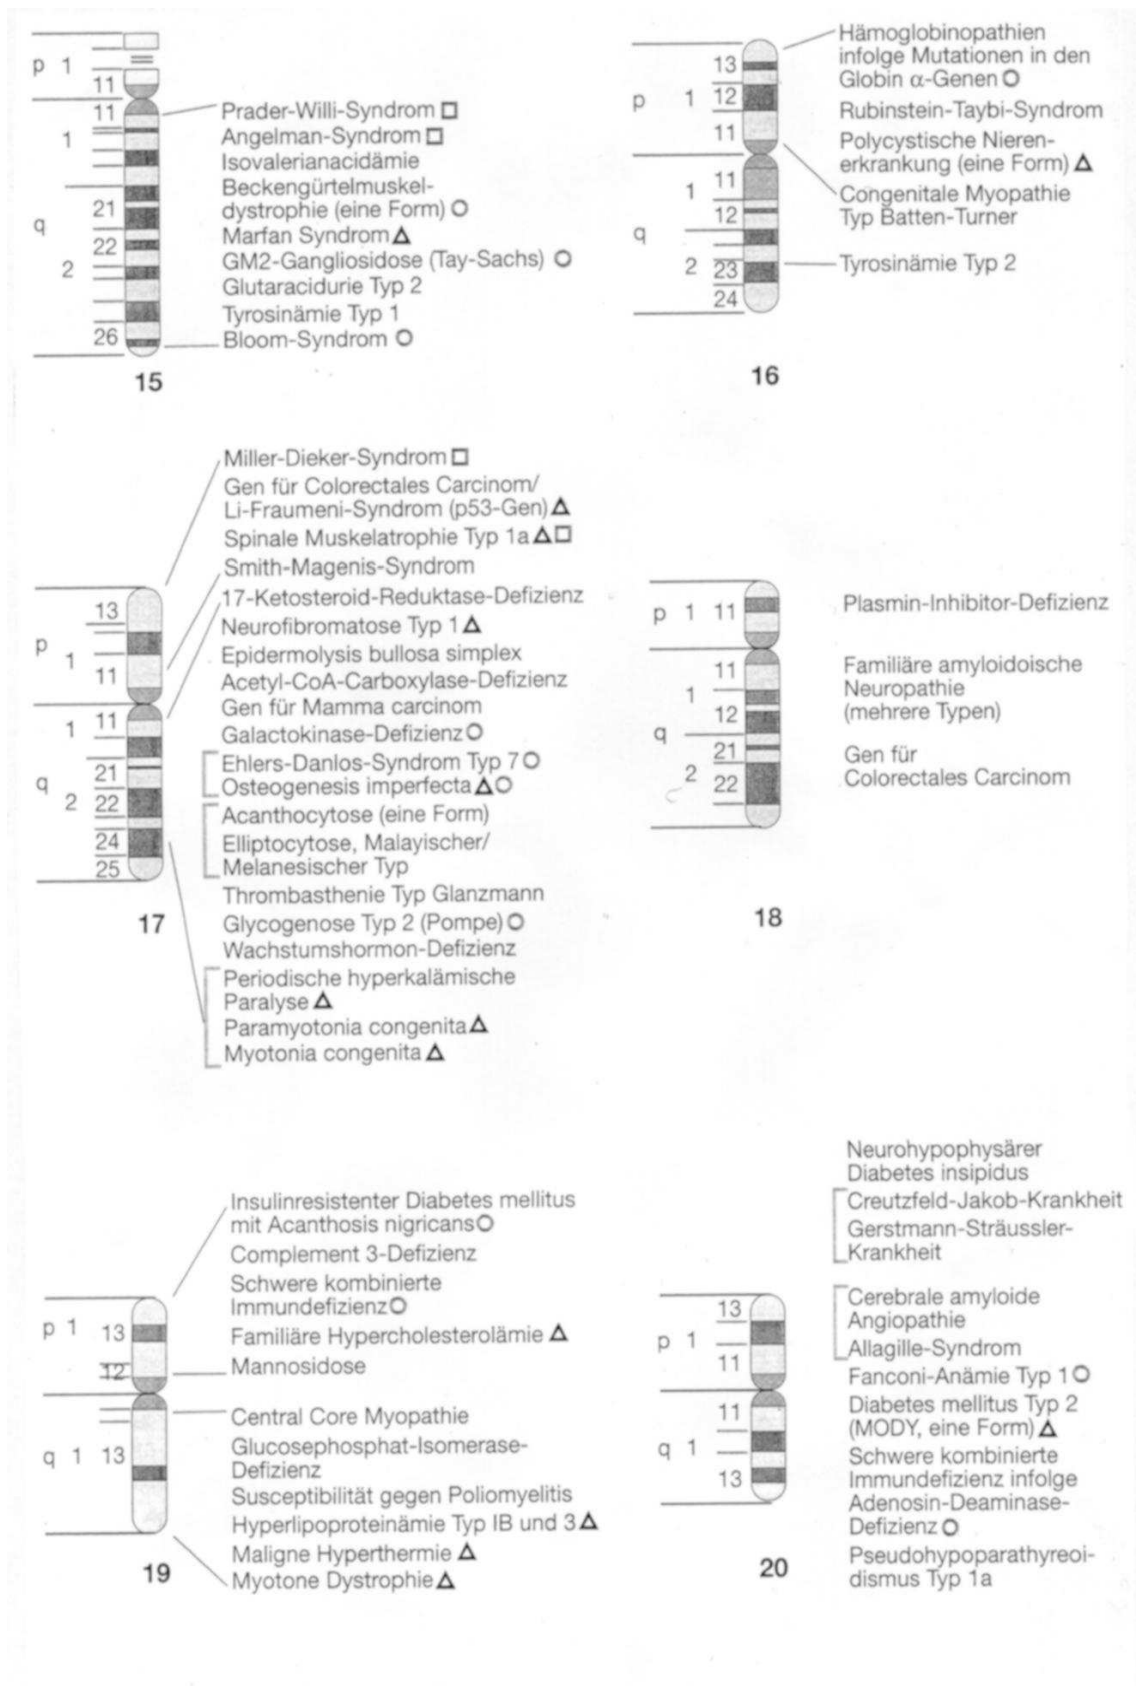 p 1
11
11
1
q
21
22
2
26
15
Prader-Willi-Syndrom □
Angelman-Syndrom □
Isovalerianacidämie
Beckengürtelmuskel-
dystrophie (eine Form) O
Marfan Syndrom Δ
GM2-Gangliosidose (Tay-Sachs) O
Glutaracidurie Typ 2
Tyrosinämie Typ 1
Bloom-Syndrom O
13
p 1 12
11
1 11
12
q
2 23
24
16
Hämoglobinopathien
infolge Mutationen in den
Globin α-Genen O
Rubinstein-Taybi-Syndrom
Polycystische Nieren-
erkrankung (eine Form) Δ
Congenitale Myopathie
Typ Batten-Turner
Tyrosinämie Typ 2
13
p
1
11
1 11
q
21
2 22
24
25
17
Miller-Dieker-Syndrom □
Gen für Colorectales Carcinom/
Li-Fraumeni-Syndrom (p53-Gen) Δ
Spinale Muskelatrophie Typ 1a Δ □
Smith-Magenis-Syndrom
17-Ketosteroid-Reduktase-Defizienz
Neurofibromatose Typ 1 Δ
Epidermolysis bullosa simplex
Acetyl-CoA-Carboxylase-Defizienz
Gen für Mamma carcinom
Galactokinase-Defizienz O
Ehlers-Danlos-Syndrom Typ 7 O
Osteogenesis imperfecta Δ O
Acanthocytose (eine Form)
Elliptocytose, Malayischer/
Melanesischer Typ
Thrombasthenie Typ Glanzmann
Glycogenose Typ 2 (Pompe) O
Wachstumshormon-Defizienz
Periodische hyperkalämische
Paralyse Δ
Paramyotonia congenita Δ
Myotonia congenita Δ
p 1 11
11
1
12
q
21
2 22
18
Plasmin-Inhibitor-Defizienz
Familiäre amyloidoische
Neuropathie
(mehrere Typen)
Gen für
Colorectales Carcinom
p 1 13
12
q 1 13
19
Insulinresistenter Diabetes mellitus
mit Acanthosis nigricans O
Complement 3-Defizienz
Schwere kombinierte
Immundefizienz O
Familiäre Hypercholesterolämie Δ
Mannosidose
Central Core Myopathie
Glucosephosphat-Isomerase-
Defizienz
Susceptibilität gegen Poliomyelitis
Hyperlipoproteinämie Typ IB und 3 Δ
Maligne Hyperthermie Δ
Myotone Dystrophie Δ
13
p 1
11
11
q 1
13
20
Neurohypophysärer
Diabetes insipidus
Creutzfeld-Jakob-Krankheit
Gerstmann-Sträussler-
Krankheit
Cerebrale amyloide
Angiopathie
Allagille-Syndrom
Fanconi-Anämie Typ 1 O
Diabetes mellitus Typ 2
(MODY, eine Form) Δ
Schwere kombinierte
Immundefizienz infolge
Adenosin-Deaminase-
Defizienz O
Pseudohypoparathyreoi-
dismus Typ 1a